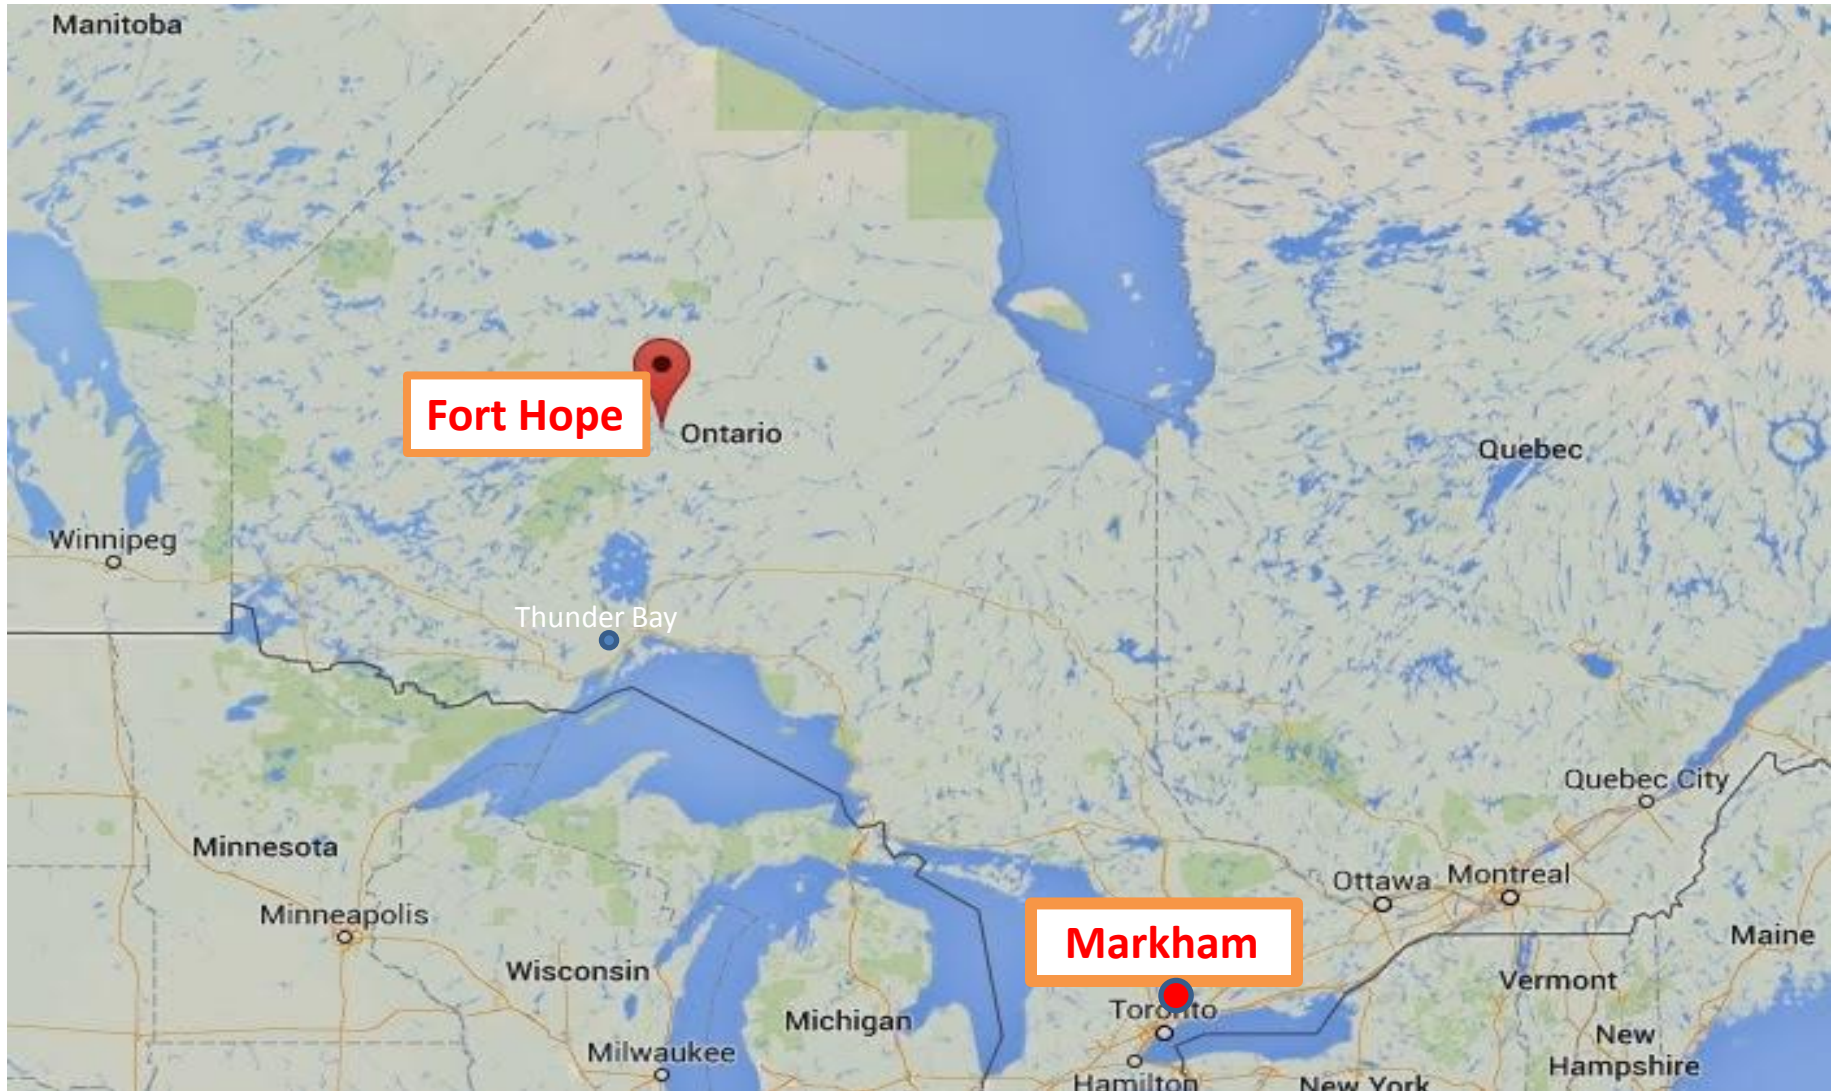 Manitoba
Fort Hope
Ontario
Quebec
Winnipeg
Thunder Bay
Quebec City
Minnesota
Ottawa
Montreal
Minneapolis
Markham
Maine
Wisconsin
Vermont
Toronto
Michigan
New
Hampshire
Milwaukee
Hamilton
New York